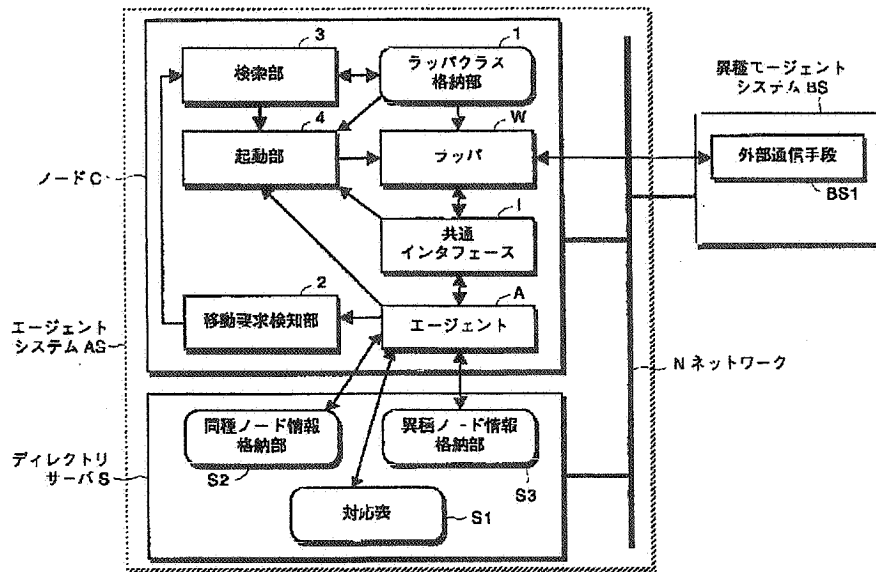 3
検索部
1
ラッパクラス
格納部
異種エージェント
システム BS
4
起動部
W
ラッパ
外部通信手段
BS1
ノード C
I
共通
インタフェース
2
移動要求検知部
A
エージェント
エージェント
システム AS
N ネットワーク
同種ノード情報
格納部
S2
異種ノード情報
格納部
S3
ディレクトリ
サーバ S
対応表
S1